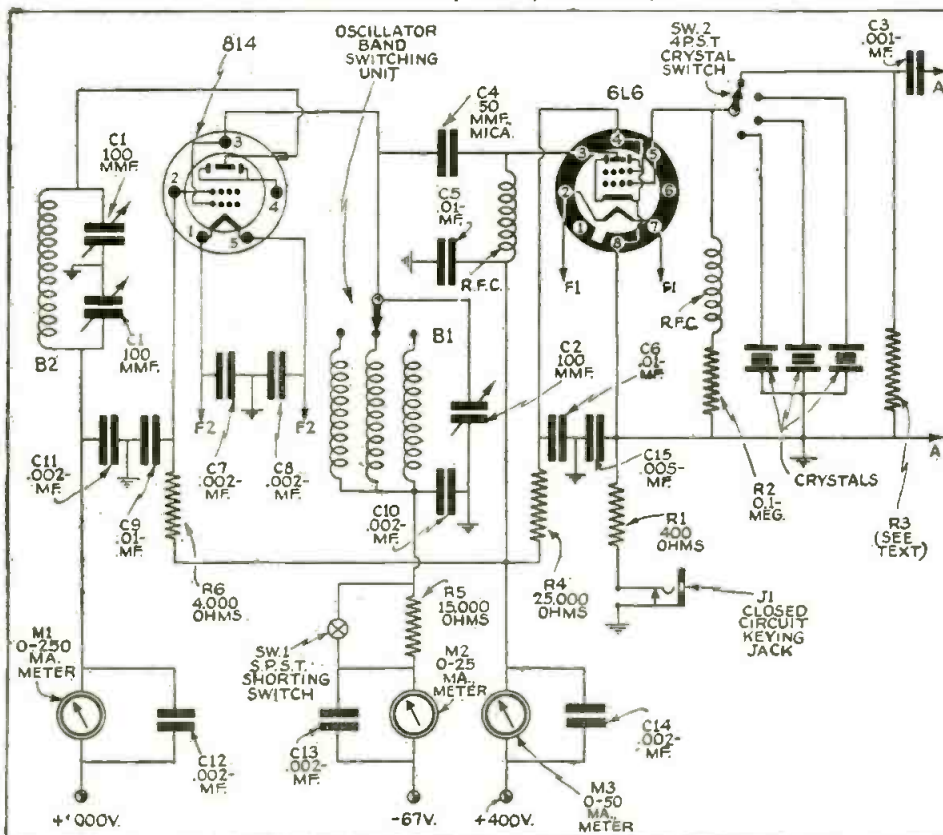 814
OSCILLATOR
BAND
SWITCHING
UNIT
C4
50
MMF.
MICA.
6L6
SW.2
4P.S.T
CRYSTAL
SWITCH
C3
.001-
MF.
A
C1
100
MMF.
C1
100
MMF.
B2
3
2
4
1
5
C5
.01-
MF.
R.F.C.
3
4
5
2
6
1
8
7
F1
F1
R.F.C.
B1
C2
100
MMF.
C6
.01-
MF.
F2
F2
C7
.002-
MF.
C8
.002-
MF.
C11
.002-
MF.
C9
.01-
MF.
C10
.002-
MF.
C15
.005-
MF.
R2
0.1-
MEG.
CRYSTALS
A
R3
(SEE
TEXT)
R6
4,000
OHMS
R5
15,000
OHMS
R4
25,000
OHMS
R1
400
OHMS
J1
CLOSED
CIRCUIT
KEYING
JACK
M1
0-250
MA.
METER
SW.1
S.P.S.T.
SHORTING
SWITCH
M2
0-25
MA.
METER
C12
.002-
MF.
C13
.002-
MF.
C14
.002-
MF.
M3
0-50
MA.,
METER
+1000V.
-67V.
+400V.